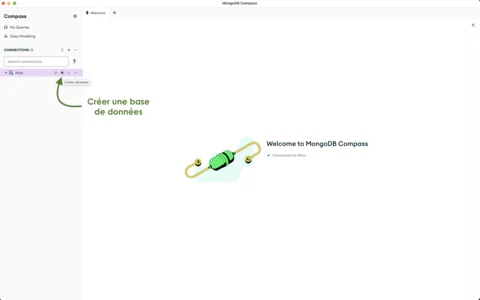 MongoDB Compass
Compass
Welcome
My Queries
Data Modeling
CONNECTIONS (1)
Search connections
Atlas
Create database
Créer une base
de données
Welcome to MongoDB Compass
Connected to Atlas